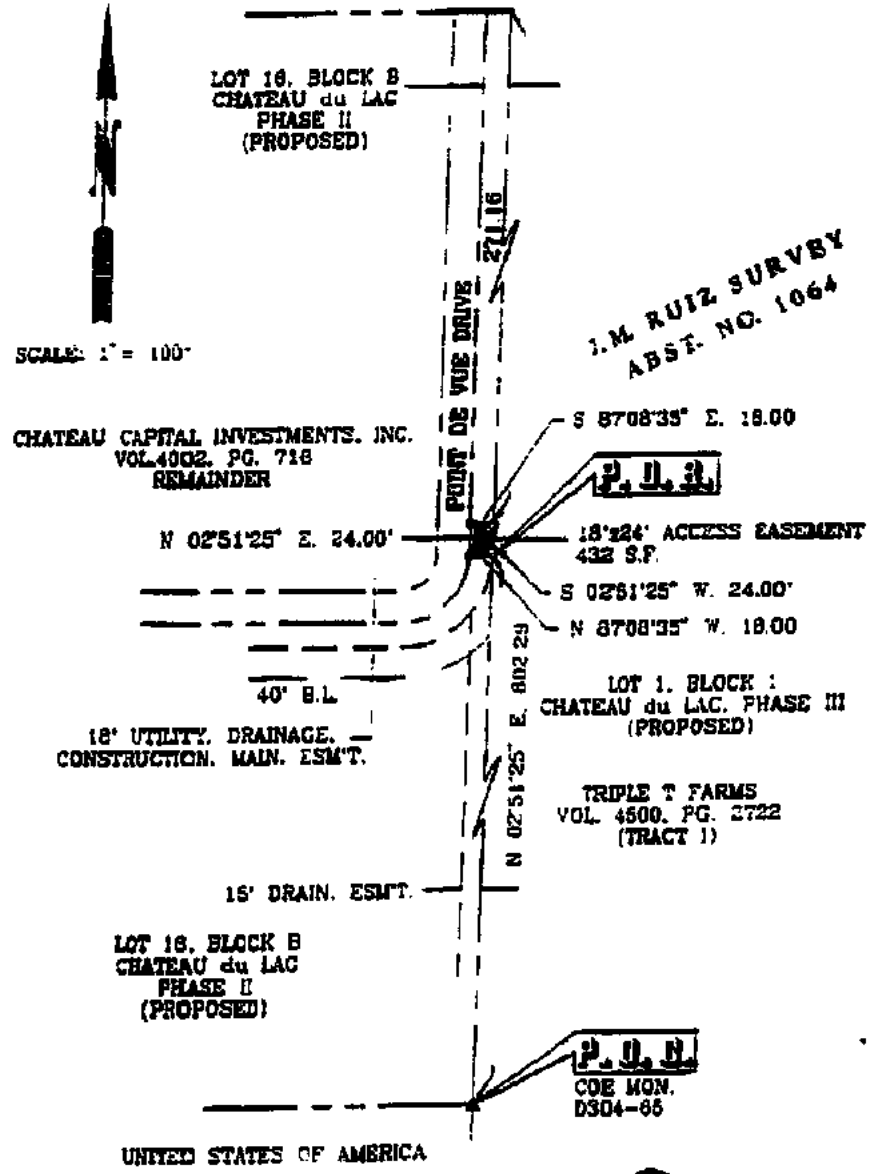 N
SCALE: 1" = 100'
LOT 16, BLOCK B
CHATEAU du LAC
PHASE II
(PROPOSED)
271.16
POINT DE VUE DRIVE
J.M. RUIZ SURVEY
ABST. NO. 1064
CHATEAU CAPITAL INVESTMENTS, INC.
VOL.4002, PG. 718
REMAINDER
S 87°08'35" E. 18.00
P.O.B.
N 02°51'25" E. 24.00'
18'x24' ACCESS EASEMENT
432 S.F.
S 02°51'25" W. 24.00'
N 87°08'35" W. 18.00
40' B.L.
18' UTILITY, DRAINAGE,
CONSTRUCTION, MAIN. ESM'T.
N 02°51'25" E. 802.29
LOT 1, BLOCK 1
CHATEAU du LAC, PHASE III
(PROPOSED)
TRIPLE T FARMS
VOL. 4500, PG. 2722
(TRACT 1)
15' DRAIN. ESM'T.
LOT 16, BLOCK B
CHATEAU du LAC
PHASE II
(PROPOSED)
COE MON.
D304-65
UNITED STATES OF AMERICA